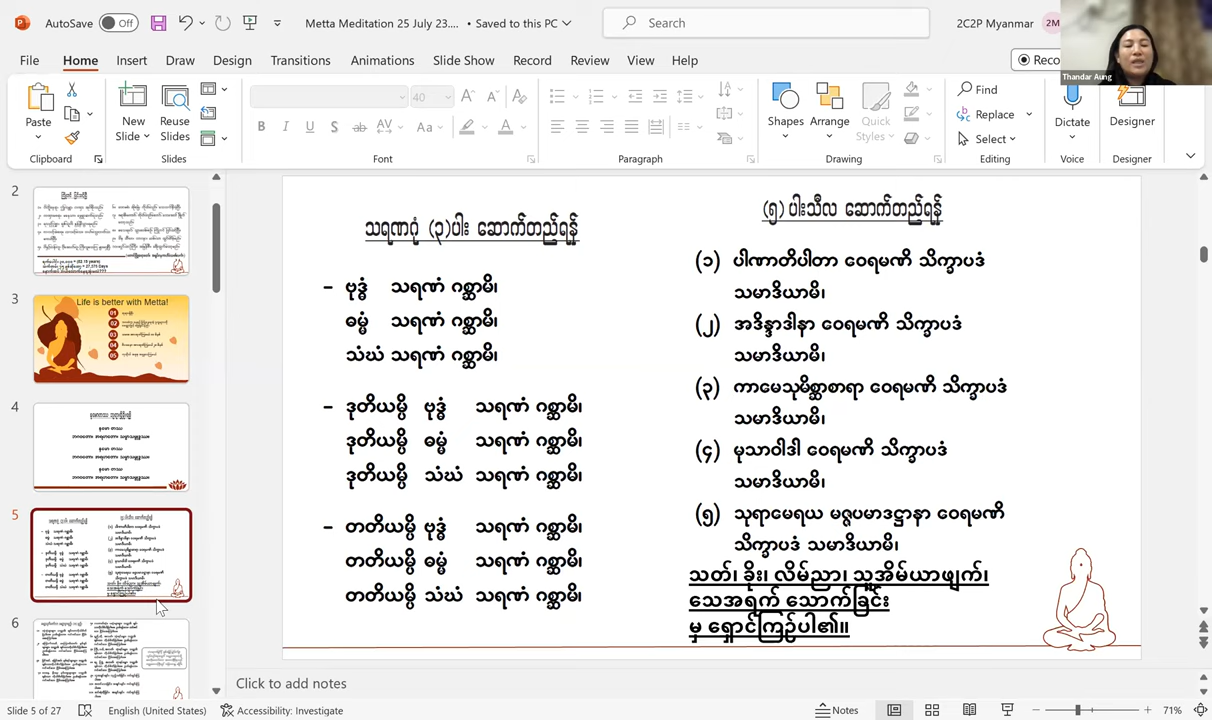 AutoSave
Off
Metta Meditation 25 July 23.... • Saved to this PC
Search
2C2P Myanmar
2M
Thandar Aung
File
Home
Insert
Draw
Design
Transitions
Animations
Slide Show
Record
Review
View
Help
Paste
New
Slide
Reuse
Slides
40
Shapes
Arrange
Quick
Styles
Find
Replace
Select
Dictate
Designer
Clipboard
Slides
Font
Paragraph
Drawing
Editing
Voice
Designer
2
3
Life is better with Metta!
01
02
03
04
05
4
5
6
သရဏဂုံ (၃)ပါး ဆောက်တည်ရန်
– ဗုဒ္ဓံ သရဏံ ဂစ္ဆာမိ၊
ဓမ္မံ သရဏံ ဂစ္ဆာမိ၊
သံဃံ သရဏံ ဂစ္ဆာမိ၊
– ဒုတိယမ္ပိ ဗုဒ္ဓံ သရဏံ ဂစ္ဆာမိ၊
ဒုတိယမ္ပိ ဓမ္မံ သရဏံ ဂစ္ဆာမိ၊
ဒုတိယမ္ပိ သံဃံ သရဏံ ဂစ္ဆာမိ၊
– တတိယမ္ပိ ဗုဒ္ဓံ သရဏံ ဂစ္ဆာမိ၊
တတိယမ္ပိ ဓမ္မံ သရဏံ ဂစ္ဆာမိ၊
တတိယမ္ပိ သံဃံ သရဏံ ဂစ္ဆာမိ၊
(၅)ပါးသီလ ဆောက်တည်ရန်
(၁) ပါဏာတိပါတာ ဝေရမဏိ သိက္ခာပဒံ
သမာဒိယာမိ၊
(၂) အဒိန္နာဒါနာ ဝေရမဏိ သိက္ခာပဒံ
သမာဒိယာမိ၊
(၃) ကာမေသုမိစ္ဆာစာရာ ဝေရမဏိ သိက္ခာပဒံ
သမာဒိယာမိ၊
(၄) မုသာဝါဒါ ဝေရမဏိ သိက္ခာပဒံ
သမာဒိယာမိ၊
(၅) သုရာမေရယ မဇ္ဇပမာဒဋ္ဌာနာ ဝေရမဏိ
သိက္ခာပဒံ သမာဒိယာမိ၊
သတ်၊ ခိုး၊ လိမ်ညာ၊ သူ့အိမ်ယာဖျက်၊
သေအရက် သောက်ခြင်း
မှ ရှောင်ကြဉ်ပါ၏။
Click to add notes
Slide 5 of 27
English (United States)
Accessibility: Investigate
Notes
71%